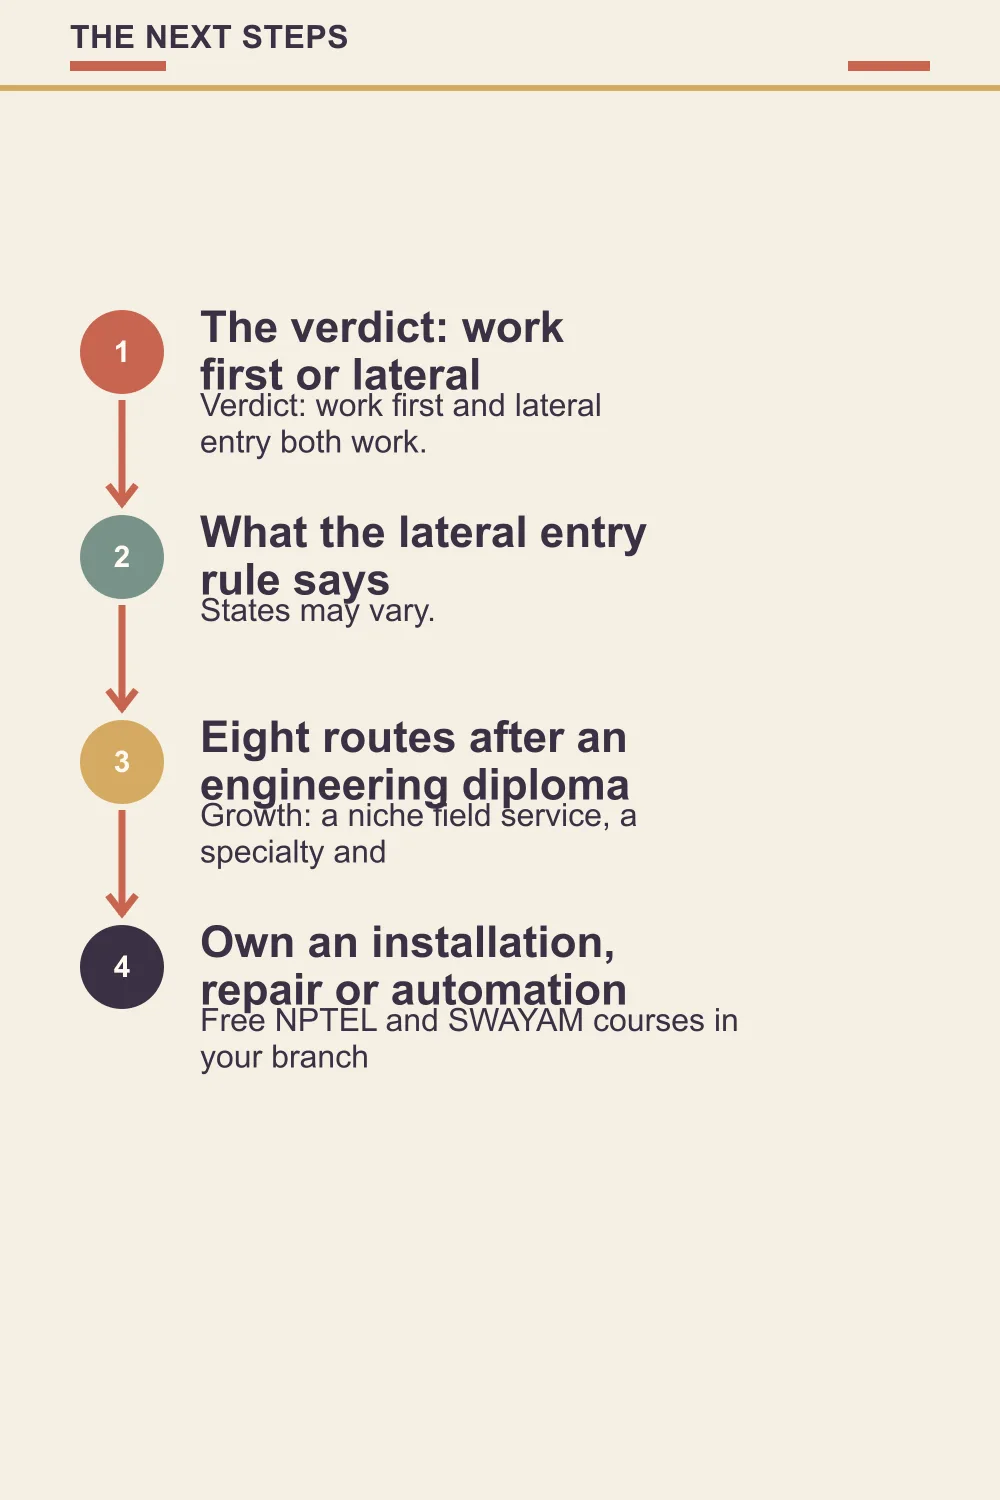 THE NEXT STEPS
1
The verdict: work
first or lateral
Verdict: work first and lateral
entry both work.
2
What the lateral entry
rule says
States may vary.
3
Eight routes after an
engineering diploma
Growth: a niche field service, a
specialty and
4
Own an installation,
repair or automation
Free NPTEL and SWAYAM courses in
your branch